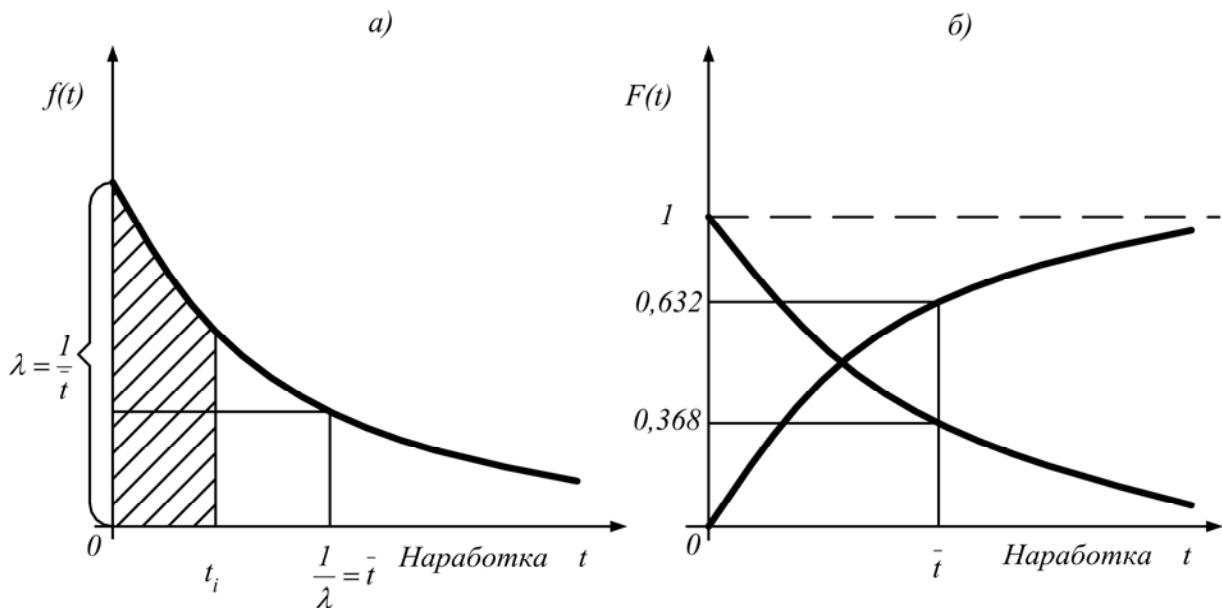 а)
f(t)
λ = 1/t̄
0
t_i
1/λ = t̄
Наработка t
б)
F(t)
1
0,632
0,368
0
t̄
Наработка t